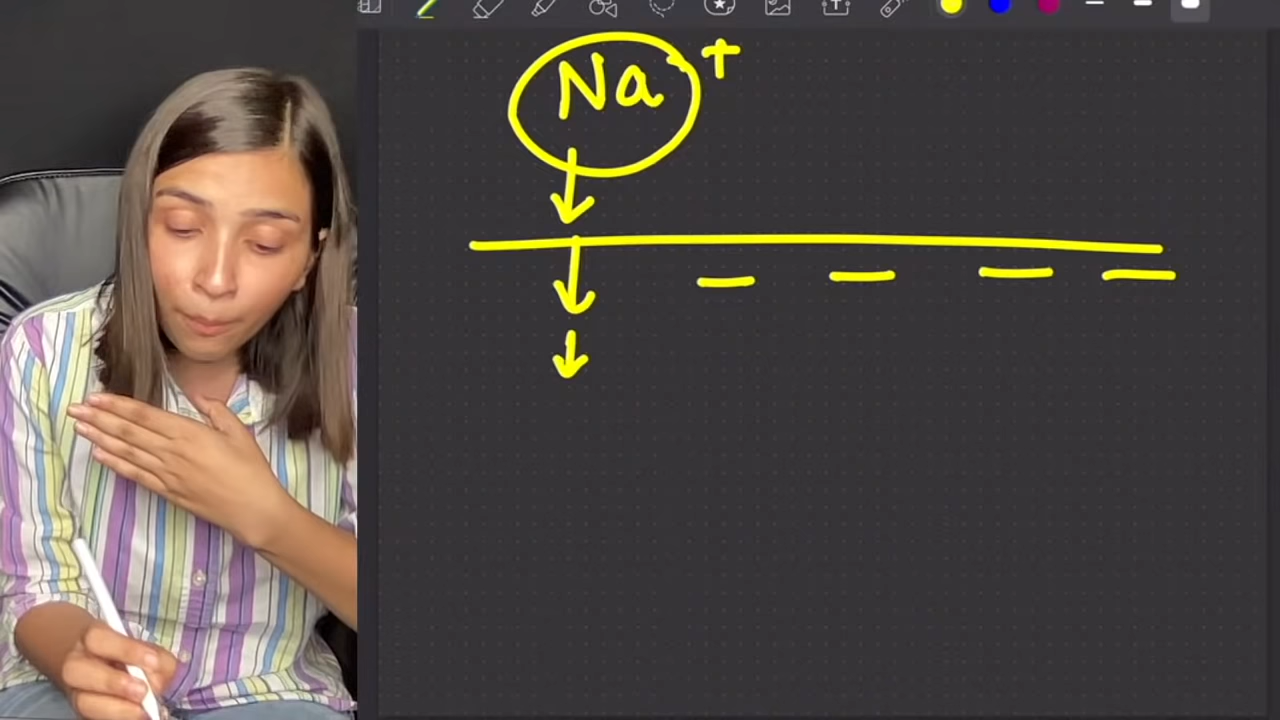 Na +
— — — —